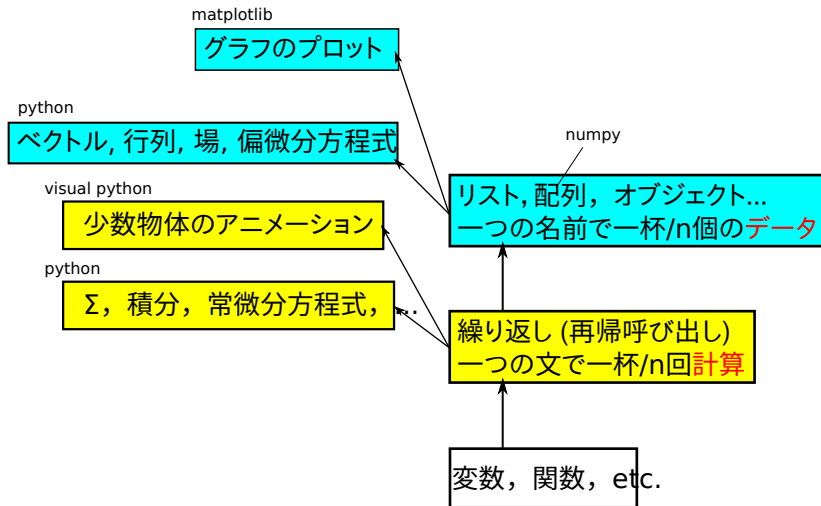 matplotlib
グラフのプロット
python
ベクトル, 行列, 場, 偏微分方程式
numpy
visual python
少数物体のアニメーション
リスト, 配列，オブジェクト...
一つの名前で一杯/n個のデータ
python
Σ，積分，常微分方程式，...
繰り返し (再帰呼び出し)
一つの文で一杯/n回計算
変数，関数，etc.